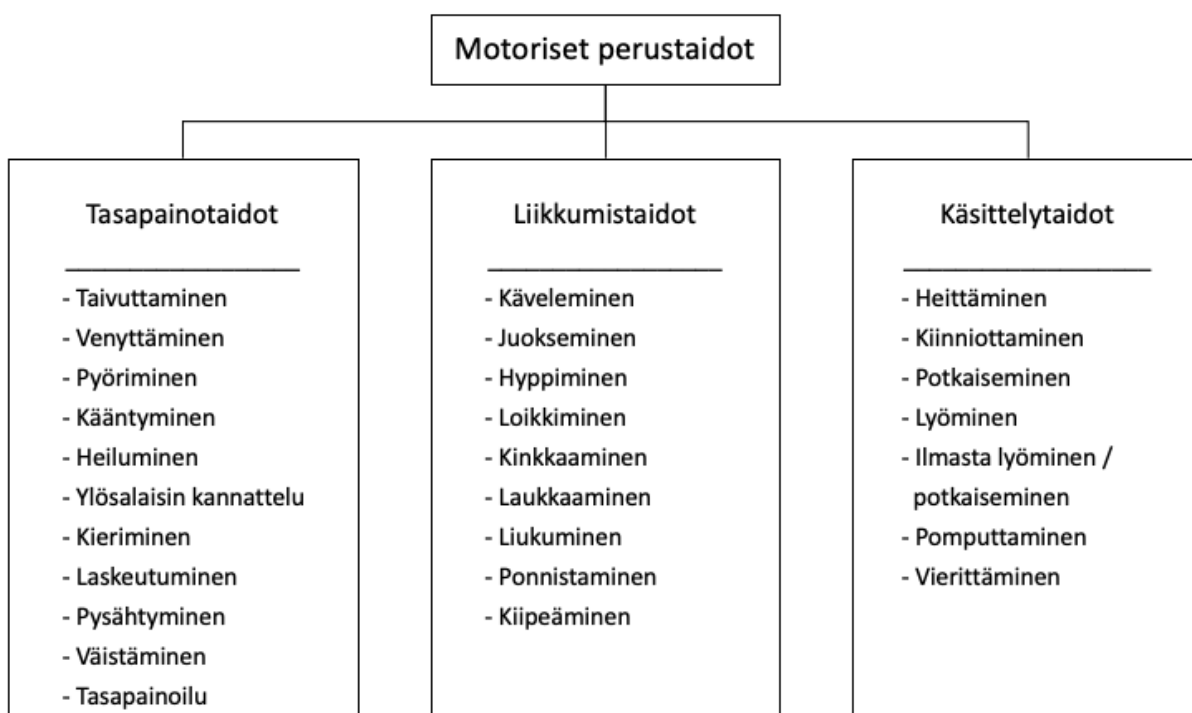 Motoriset perustaidot
Tasapainotaidot
- Taivuttaminen
- Venyttäminen
- Pyöriminen
- Kääntyminen
- Heiluminen
- Ylösalaisin kannattelu
- Kieriminen
- Laskeutuminen
- Pysähtyminen
- Väistäminen
- Tasapainoilu
Liikkumistaidot
- Käveleminen
- Juokseminen
- Hyppiminen
- Loikkiminen
- Kinkkaaminen
- Laukkaaminen
- Liukuminen
- Ponnistaminen
- Kiipeäminen
Käsittelytaidot
- Heittäminen
- Kiinniottaminen
- Potkaiseminen
- Lyöminen
- Ilmasta lyöminen /
potkaiseminen
- Pomputtaminen
- Vierittäminen